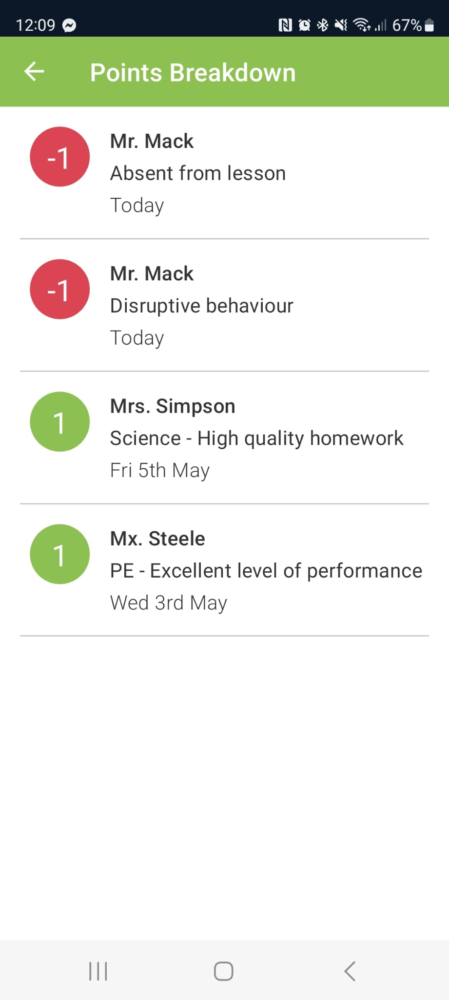 12:09
67%
Points Breakdown
-1
Mr. Mack
Absent from lesson
Today
-1
Mr. Mack
Disruptive behaviour
Today
1
Mrs. Simpson
Science - High quality homework
Fri 5th May
1
Mx. Steele
PE - Excellent level of performance
Wed 3rd May